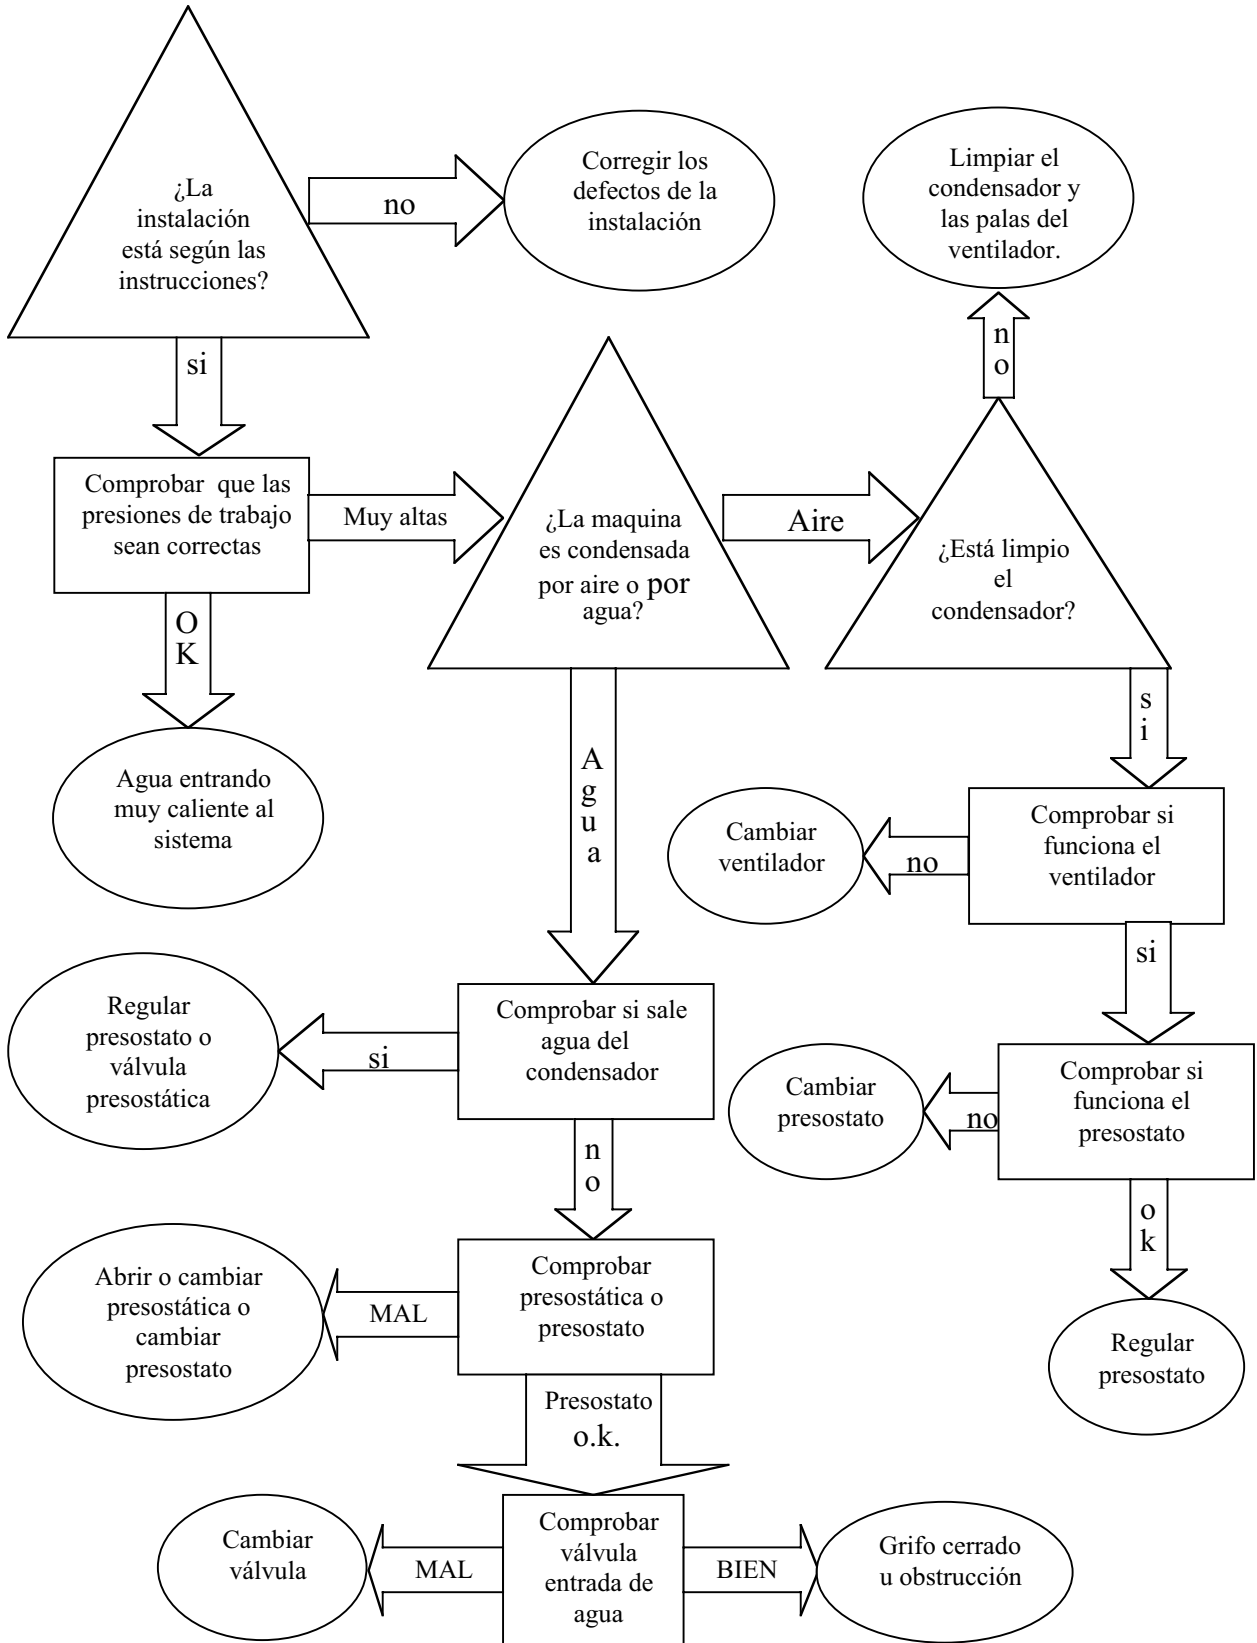 ¿La
instalación
está según las
instrucciones?
no
Corregir los
defectos de la
instalación
Limpiar el
condensador y
las palas del
ventilador.
n
o
si
Comprobar que las
presiones de trabajo
sean correctas
Muy altas
¿La maquina
es condensada
por aire o por
agua?
Aire
¿Está limpio
el
condensador?
O
K
s
i
Agua entrando
muy caliente al
sistema
A
g
u
a
Cambiar
ventilador
no
Comprobar si
funciona el
ventilador
si
Regular
presostato o
válvula
presostática
si
Comprobar si sale
agua del
condensador
Cambiar
presostato
no
Comprobar si
funciona el
presostato
n
o
o
k
Abrir o cambiar
presostática o
cambiar
presostato
MAL
Comprobar
presostática o
presostato
Regular
presostato
Presostato
o.k.
Cambiar
válvula
MAL
Comprobar
válvula
entrada de
agua
BIEN
Grifo cerrado
u obstrucción